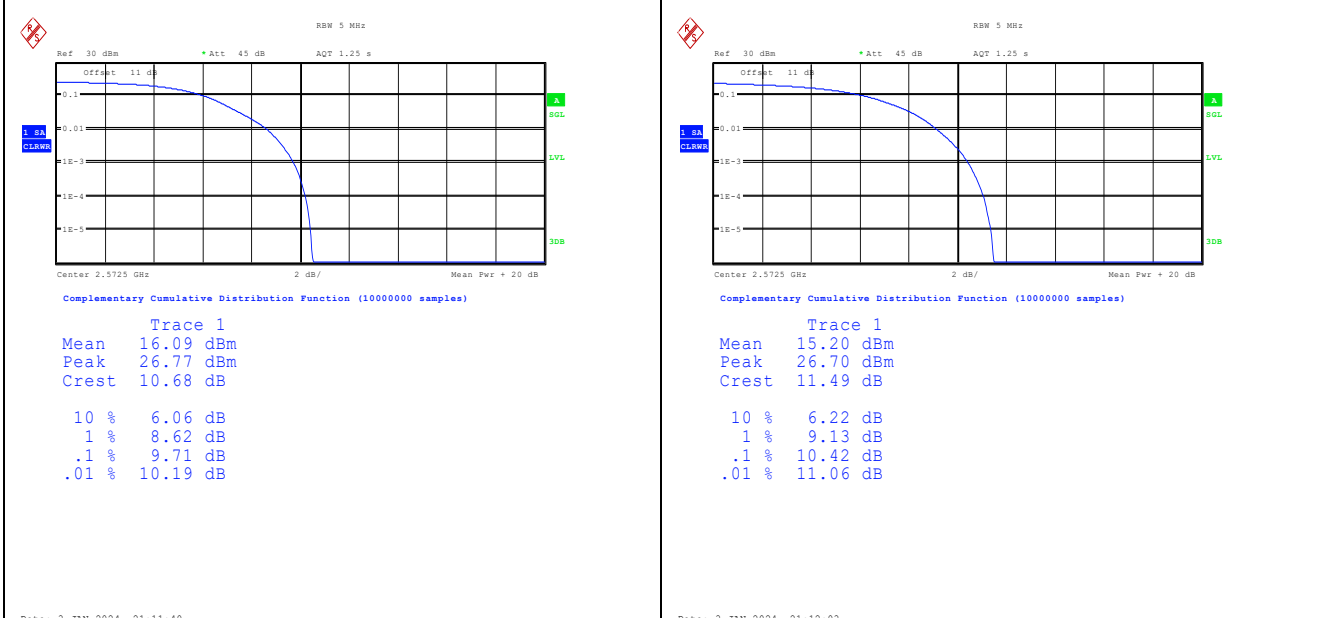 RBW 5 MHz
Ref 30 dBm * Att 45 dB AQT 1.25 s
Offset 11 dB
0.1
0.01
1E-3
1E-4
1E-5
1 SA
CLRWR
A
SGL
LVL
3DB
Center 2.5725 GHz 2 dB/ Mean Pwr + 20 dB
Complementary Cumulative Distribution Function (10000000 samples)
Trace 1
Mean 16.09 dBm
Peak 26.77 dBm
Crest 10.68 dB
10 % 6.06 dB
1 % 8.62 dB
.1 % 9.71 dB
.01 % 10.19 dB
RBW 5 MHz
Ref 30 dBm * Att 45 dB AQT 1.25 s
Offset 11 dB
0.1
0.01
1E-3
1E-4
1E-5
1 SA
CLRWR
A
SGL
LVL
3DB
Center 2.5725 GHz 2 dB/ Mean Pwr + 20 dB
Complementary Cumulative Distribution Function (10000000 samples)
Trace 1
Mean 15.20 dBm
Peak 26.70 dBm
Crest 11.49 dB
10 % 6.22 dB
1 % 9.13 dB
.1 % 10.42 dB
.01 % 11.06 dB